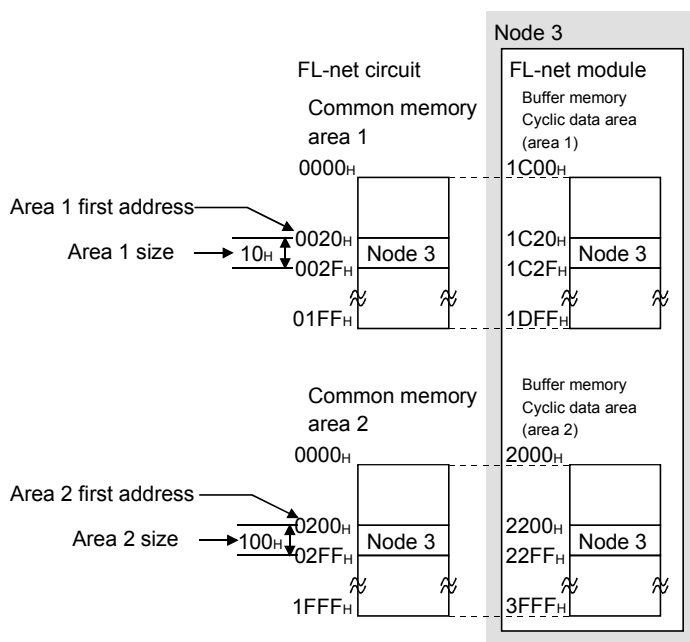 Node 3
FL-net circuit
FL-net module
Common memory
area 1
Buffer memory
Cyclic data area
(area 1)
0000H
1C00H
Area 1 first address
0020H
Node 3
1C20H
Node 3
Area 1 size
10H
002FH
1C2FH
01FFH
1DFFH
Common memory
area 2
Buffer memory
Cyclic data area
(area 2)
0000H
2000H
Area 2 first address
0200H
Node 3
2200H
Node 3
Area 2 size
100H
02FFH
22FFH
1FFFH
3FFFH